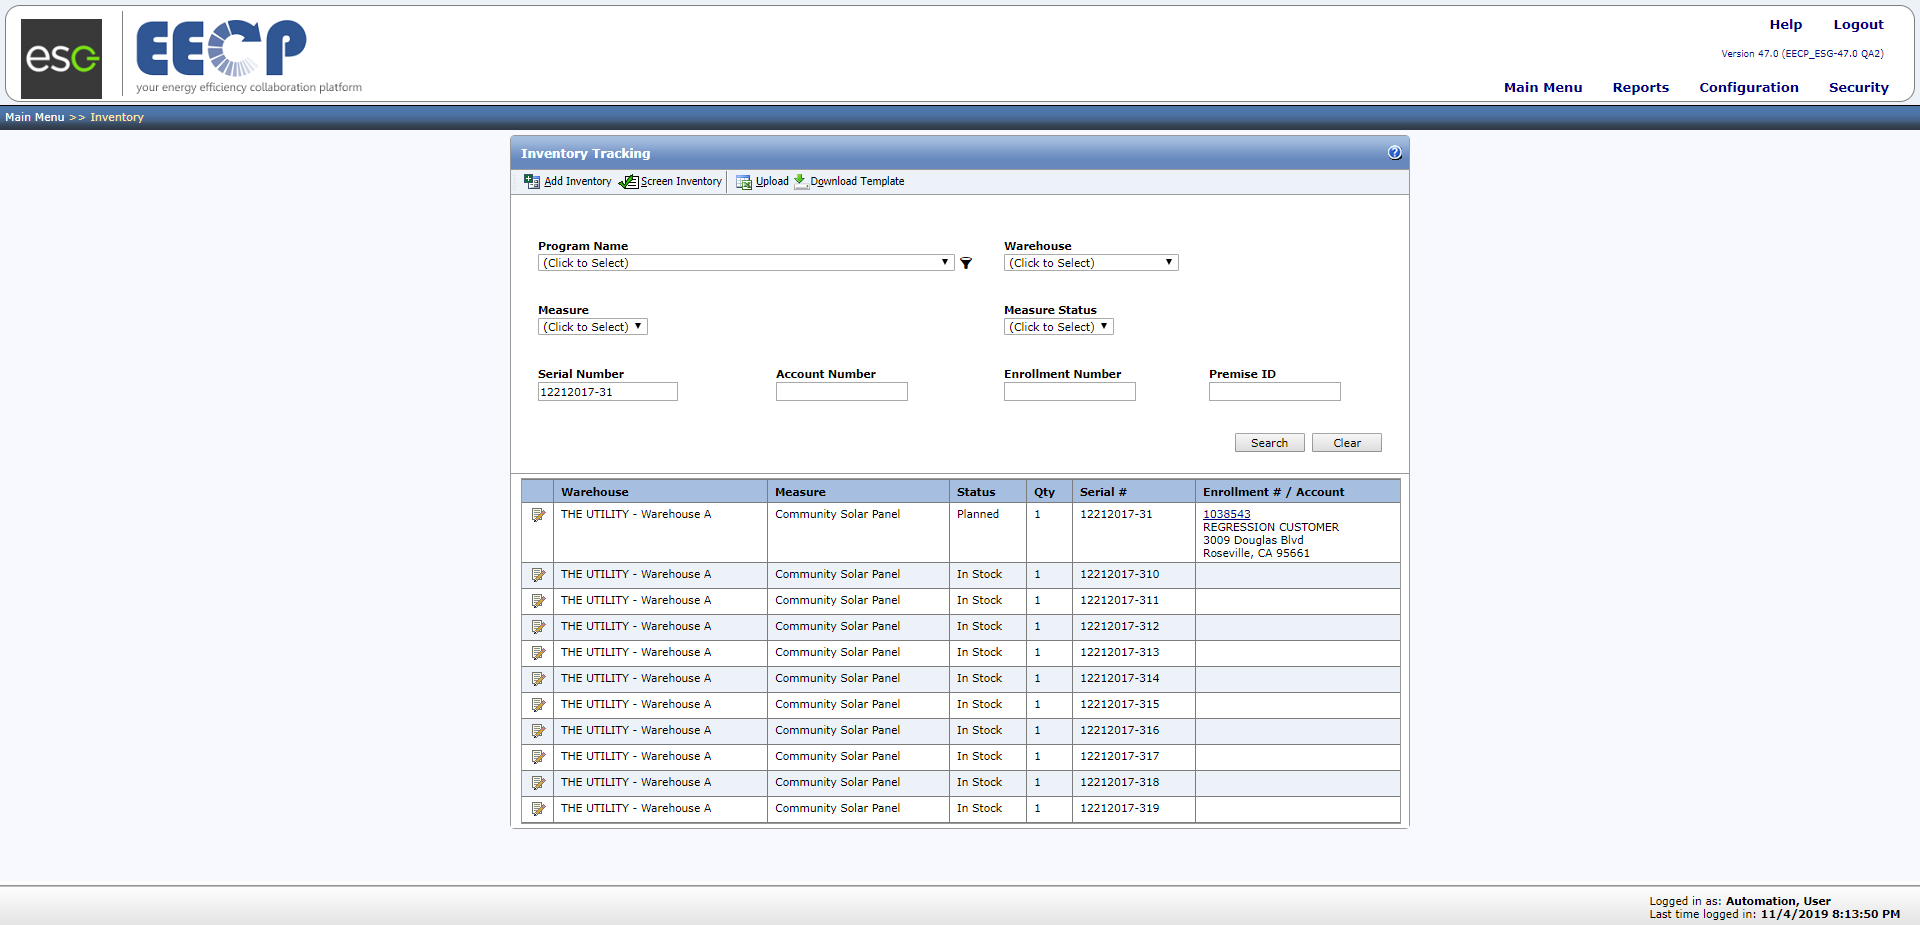 esg
EECP
your energy efficiency collaboration platform
Help Logout
Version 47.0 (EECP_ESG-47.0 QA2)
Main Menu Reports Configuration Security
Main Menu >> Inventory
Inventory Tracking ?
Add Inventory Screen Inventory Upload Download Template
Program Name Warehouse
(Click to Select) (Click to Select)
Measure Measure Status
(Click to Select) (Click to Select)
Serial Number Account Number Enrollment Number Premise ID
12212017-31
Search Clear
Warehouse Measure Status Qty Serial # Enrollment # / Account
THE UTILITY - Warehouse A Community Solar Panel Planned 1 12212017-31 1038543
REGRESSION CUSTOMER
3009 Douglas Blvd
Roseville, CA 95661
THE UTILITY - Warehouse A Community Solar Panel In Stock 1 12212017-310
THE UTILITY - Warehouse A Community Solar Panel In Stock 1 12212017-311
THE UTILITY - Warehouse A Community Solar Panel In Stock 1 12212017-312
THE UTILITY - Warehouse A Community Solar Panel In Stock 1 12212017-313
THE UTILITY - Warehouse A Community Solar Panel In Stock 1 12212017-314
THE UTILITY - Warehouse A Community Solar Panel In Stock 1 12212017-315
THE UTILITY - Warehouse A Community Solar Panel In Stock 1 12212017-316
THE UTILITY - Warehouse A Community Solar Panel In Stock 1 12212017-317
THE UTILITY - Warehouse A Community Solar Panel In Stock 1 12212017-318
THE UTILITY - Warehouse A Community Solar Panel In Stock 1 12212017-319
Logged in as: Automation, User
Last time logged in: 11/4/2019 8:13:50 PM